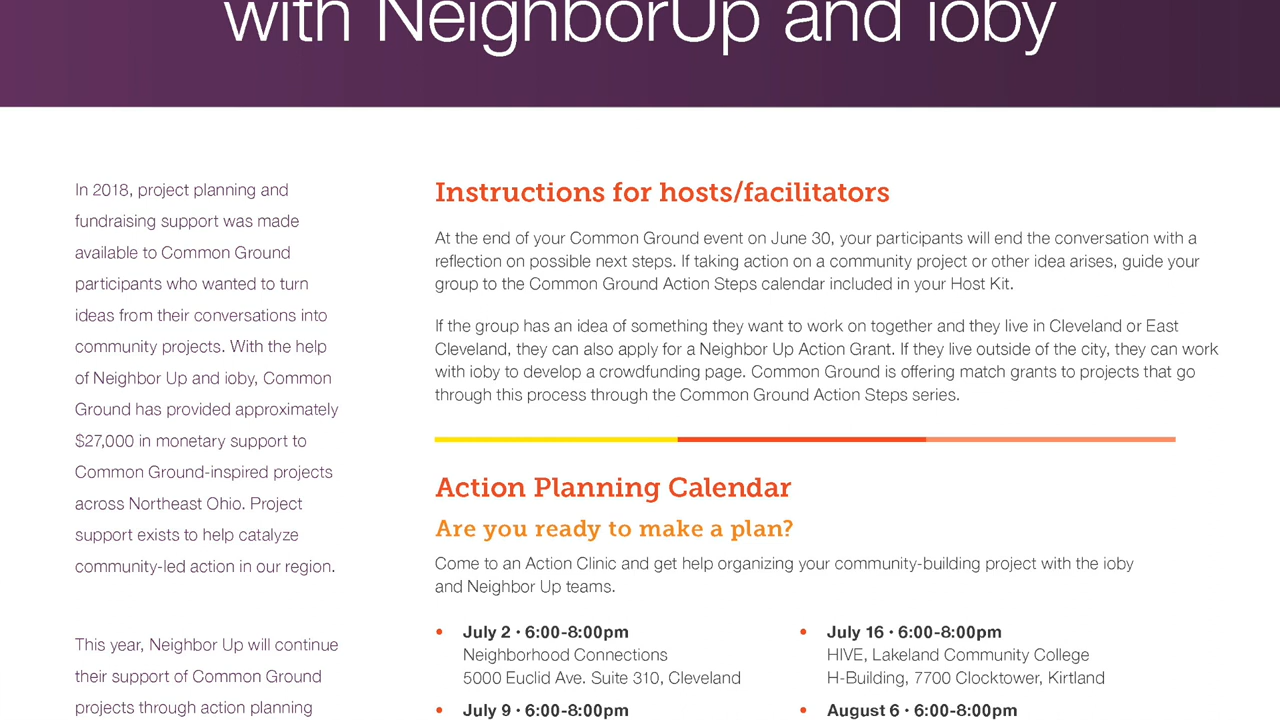 with NeighborUp and ioby
In 2018, project planning and
fundraising support was made
available to Common Ground
participants who wanted to turn
ideas from their conversations into
community projects. With the help
of Neighbor Up and ioby, Common
Ground has provided approximately
$27,000 in monetary support to
Common Ground-inspired projects
across Northeast Ohio. Project
support exists to help catalyze
community-led action in our region.
This year, Neighbor Up will continue
their support of Common Ground
projects through action planning
Instructions for hosts/facilitators
At the end of your Common Ground event on June 30, your participants will end the conversation with a
reflection on possible next steps. If taking action on a community project or other idea arises, guide your
group to the Common Ground Action Steps calendar included in your Host Kit.
If the group has an idea of something they want to work on together and they live in Cleveland or East
Cleveland, they can also apply for a Neighbor Up Action Grant. If they live outside of the city, they can work
with ioby to develop a crowdfunding page. Common Ground is offering match grants to projects that go
through this process through the Common Ground Action Steps series.
Action Planning Calendar
Are you ready to make a plan?
Come to an Action Clinic and get help organizing your community-building project with the ioby
and Neighbor Up teams.
• July 2 • 6:00-8:00pm
Neighborhood Connections
5000 Euclid Ave. Suite 310, Cleveland
• July 9 • 6:00-8:00pm
• July 16 • 6:00-8:00pm
HIVE, Lakeland Community College
H-Building, 7700 Clocktower, Kirtland
• August 6 • 6:00-8:00pm